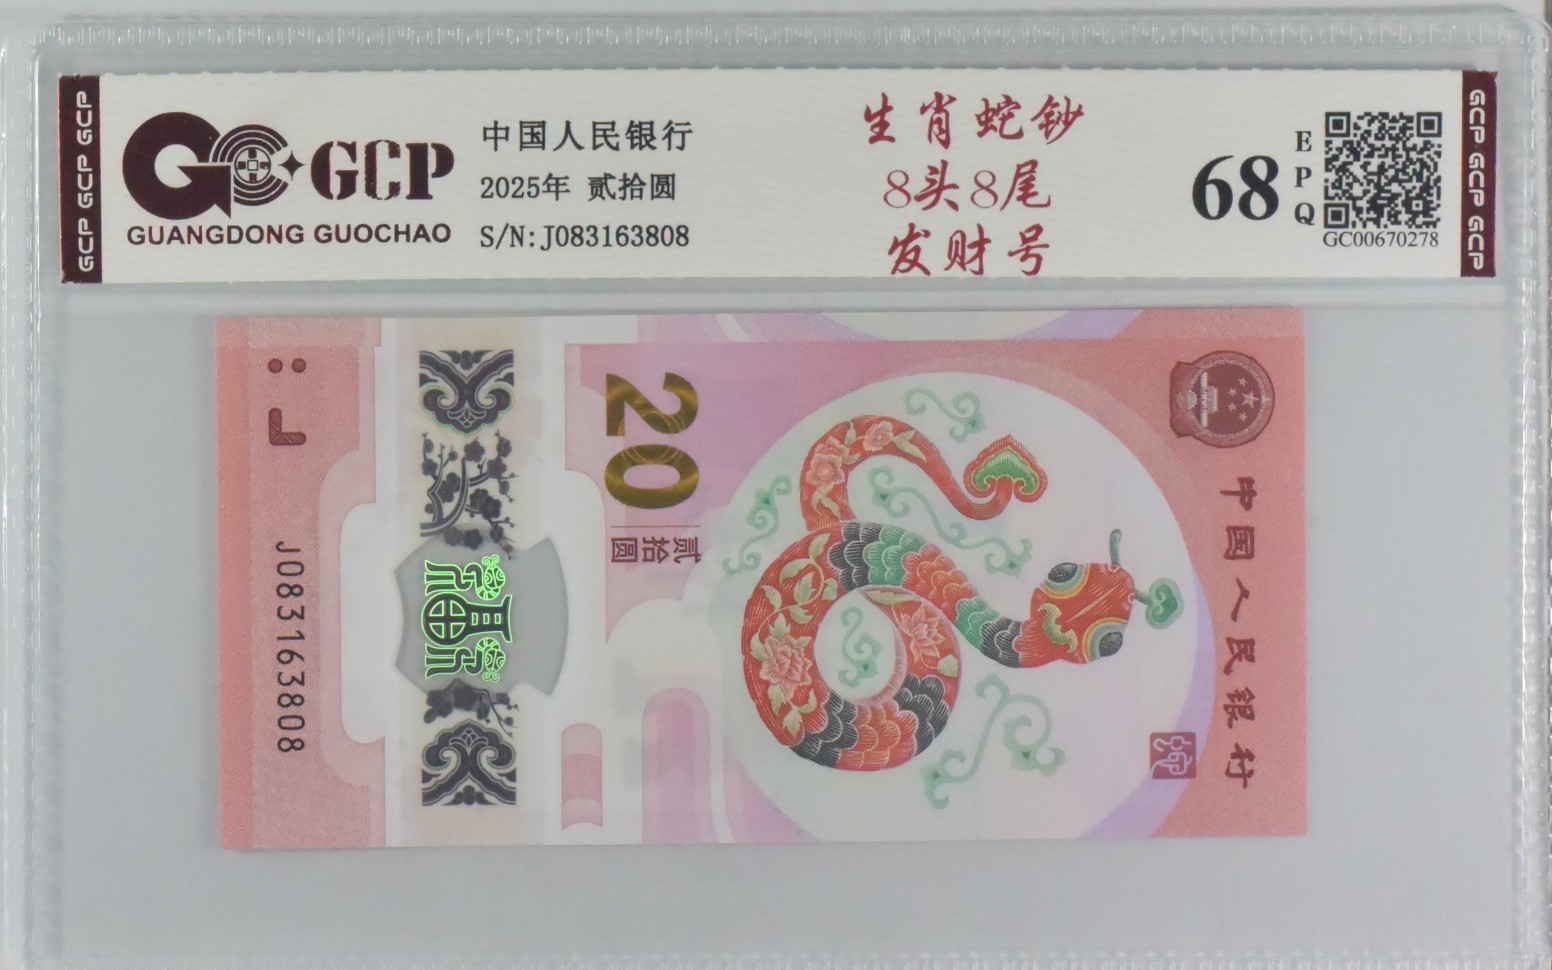 GCP GCP GCP
GCP
GUANGDONG GUOCHAO
中国人民银行
2025年 贰拾圆
S/N:J083163808
生肖蛇钞
8头8尾
发财号
68
EPQ
GC00670278
GCP GCP GCP
J083163808
福
20
贰拾圆
中国人民银行